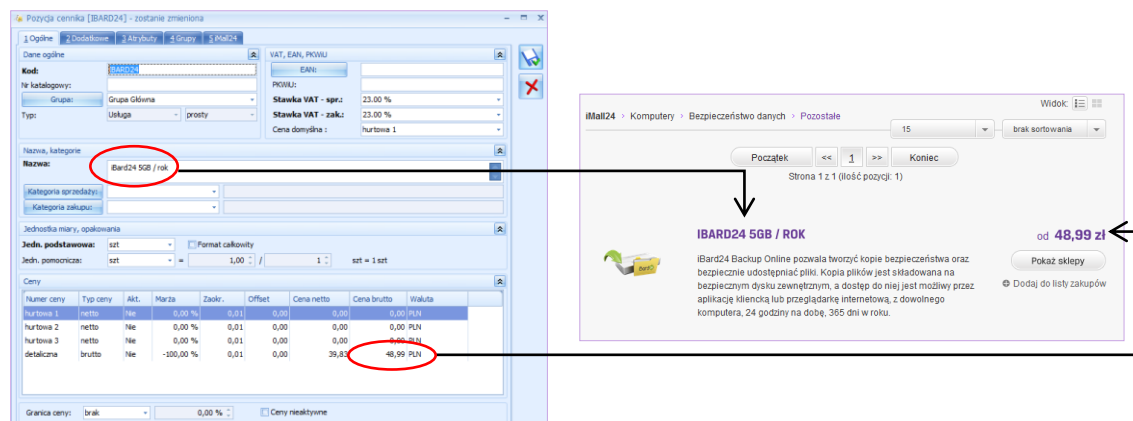 Pozycja cennika [IBARD24] - zostanie zmieniona
1 Ogólne 2 Dodatkowe 3 Atrybuty 4 Grupy 5 iMall24
Dane ogólne
Kod: IBARD24
Nr katalogowy:
Grupa: Grupa Główna
Typ: Usługa prosty
VAT, EAN, PKWiU
EAN:
PKWiU:
Stawka VAT - spr.: 23.00 %
Stawka VAT - zak.: 23.00 %
Cena domyślna : hurtowa 1
Nazwa, kategorie
Nazwa: iBard24 5GB / rok
Kategoria sprzedaży:
Kategoria zakupu:
Jednostka miary, opakowania
Jedn. podstawowa: szt Format całkowity
Jedn. pomocnicza: szt = 1,00 / 1 szt = 1 szt
Ceny
Numer ceny Typ ceny Akt. Marża Zaokr. Offset Cena netto Cena brutto Waluta
hurtowa 1 netto Nie 0,00 % 0,01 0,00 0,00 0,00 PLN
hurtowa 2 netto Nie 0,00 % 0,01 0,00 0,00 0,00 PLN
hurtowa 3 netto Nie 0,00 % 0,01 0,00 0,00 0,00 PLN
detaliczna brutto Nie -100,00 % 0,01 0,00 39,83 48,99 PLN
Granica ceny: brak 0,00 % Ceny nieaktywne
Widok:
iMall24 > Komputery > Bezpieczeństwo danych > Pozostałe
15 brak sortowania
Początek << 1 >> Koniec
Strona 1 z 1 (ilość pozycji: 1)
IBARD24 5GB / ROK
od 48,99 zł
iBard24 Backup Online pozwala tworzyć kopie bezpieczeństwa oraz
bezpiecznie udostępniać pliki. Kopia plików jest składowana na
bezpiecznym dysku zewnętrznym, a dostęp do niej jest możliwy przez
aplikację kliencką lub przeglądarkę internetową, z dowolnego
komputera, 24 godziny na dobę, 365 dni w roku.
Pokaż sklepy
Dodaj do listy zakupów